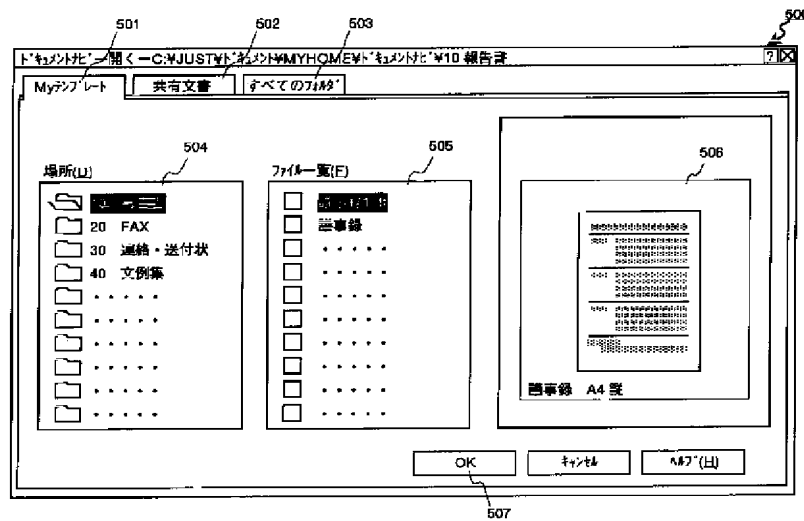 500
501
502
503
ドキュメントナビー開くーC:¥JUST¥ドキュメント¥MYHOME¥ドキュメントナビ¥10 報告書
Myテンプレート 共有文書 すべてのフォルダ
504
505
506
場所(U) ファイル一覧(F)
20 FAX
議事録
30 連絡・送付状
・・・・・
40 文例集
・・・・・
・・・・・ ・・・・・
・・・・・ ・・・・・
・・・・・ ・・・・・
・・・・・ ・・・・・
・・・・・ ・・・・・
・・・・・ ・・・・・
議事録 A4 縦
OK キャンセル ヘルプ(H)
507